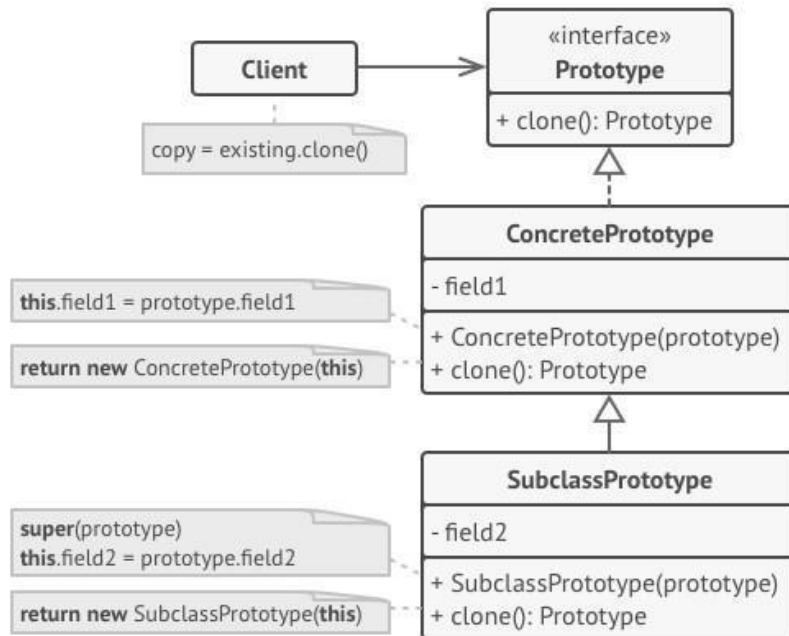 Client
«interface»
Prototype
+ clone(): Prototype
copy = existing.clone()
ConcretePrototype
- field1
this.field1 = prototype.field1
+ ConcretePrototype(prototype)
return new ConcretePrototype(this)
+ clone(): Prototype
SubclassPrototype
- field2
super(prototype)
this.field2 = prototype.field2
+ SubclassPrototype(prototype)
return new SubclassPrototype(this)
+ clone(): Prototype